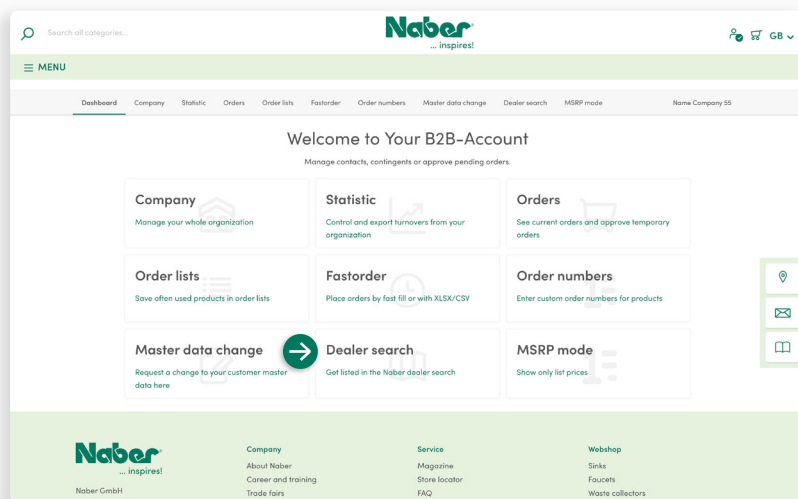 Search all categories...
Naber
... inspires!
GB
MENU
Dashboard Company Statistic Orders Order lists Fastorder Order numbers Master data change Dealer search MSRP mode Name Company 55
Welcome to Your B2B-Account
Manage contacts, contingents or approve pending orders.
Company
Manage your whole organization
Statistic
Control and export turnovers from your
organization
Orders
See current orders and approve temporary
orders
Order lists
Save often used products in order lists
Fastorder
Place orders by fast fill or with XLSX/CSV
Order numbers
Enter custom order numbers for products
Master data change
Request a change to your customer master
data here
Dealer search
Get listed in the Naber dealer search
MSRP mode
Show only list prices
Naber
... inspires!
Naber GmbH
Company
About Naber
Career and training
Trade fairs
Service
Magazine
Store locator
FAQ
Webshop
Sinks
Faucets
Waste collectors